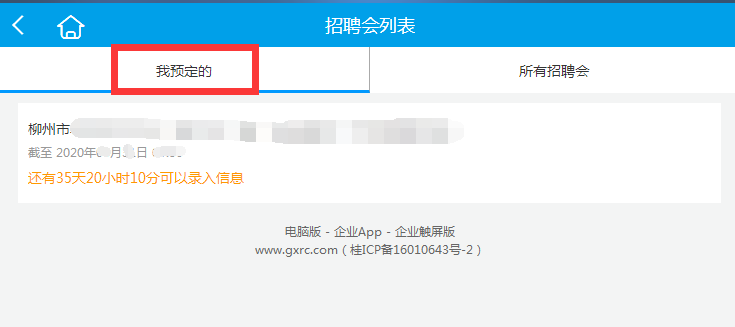 招聘会列表
我预定的
所有招聘会
柳州市
截至 2020年
还有35天20小时10分可以录入信息
电脑版 - 企业App - 企业触屏版
www.gxrc.com ( 桂ICP备16010643号-2 )